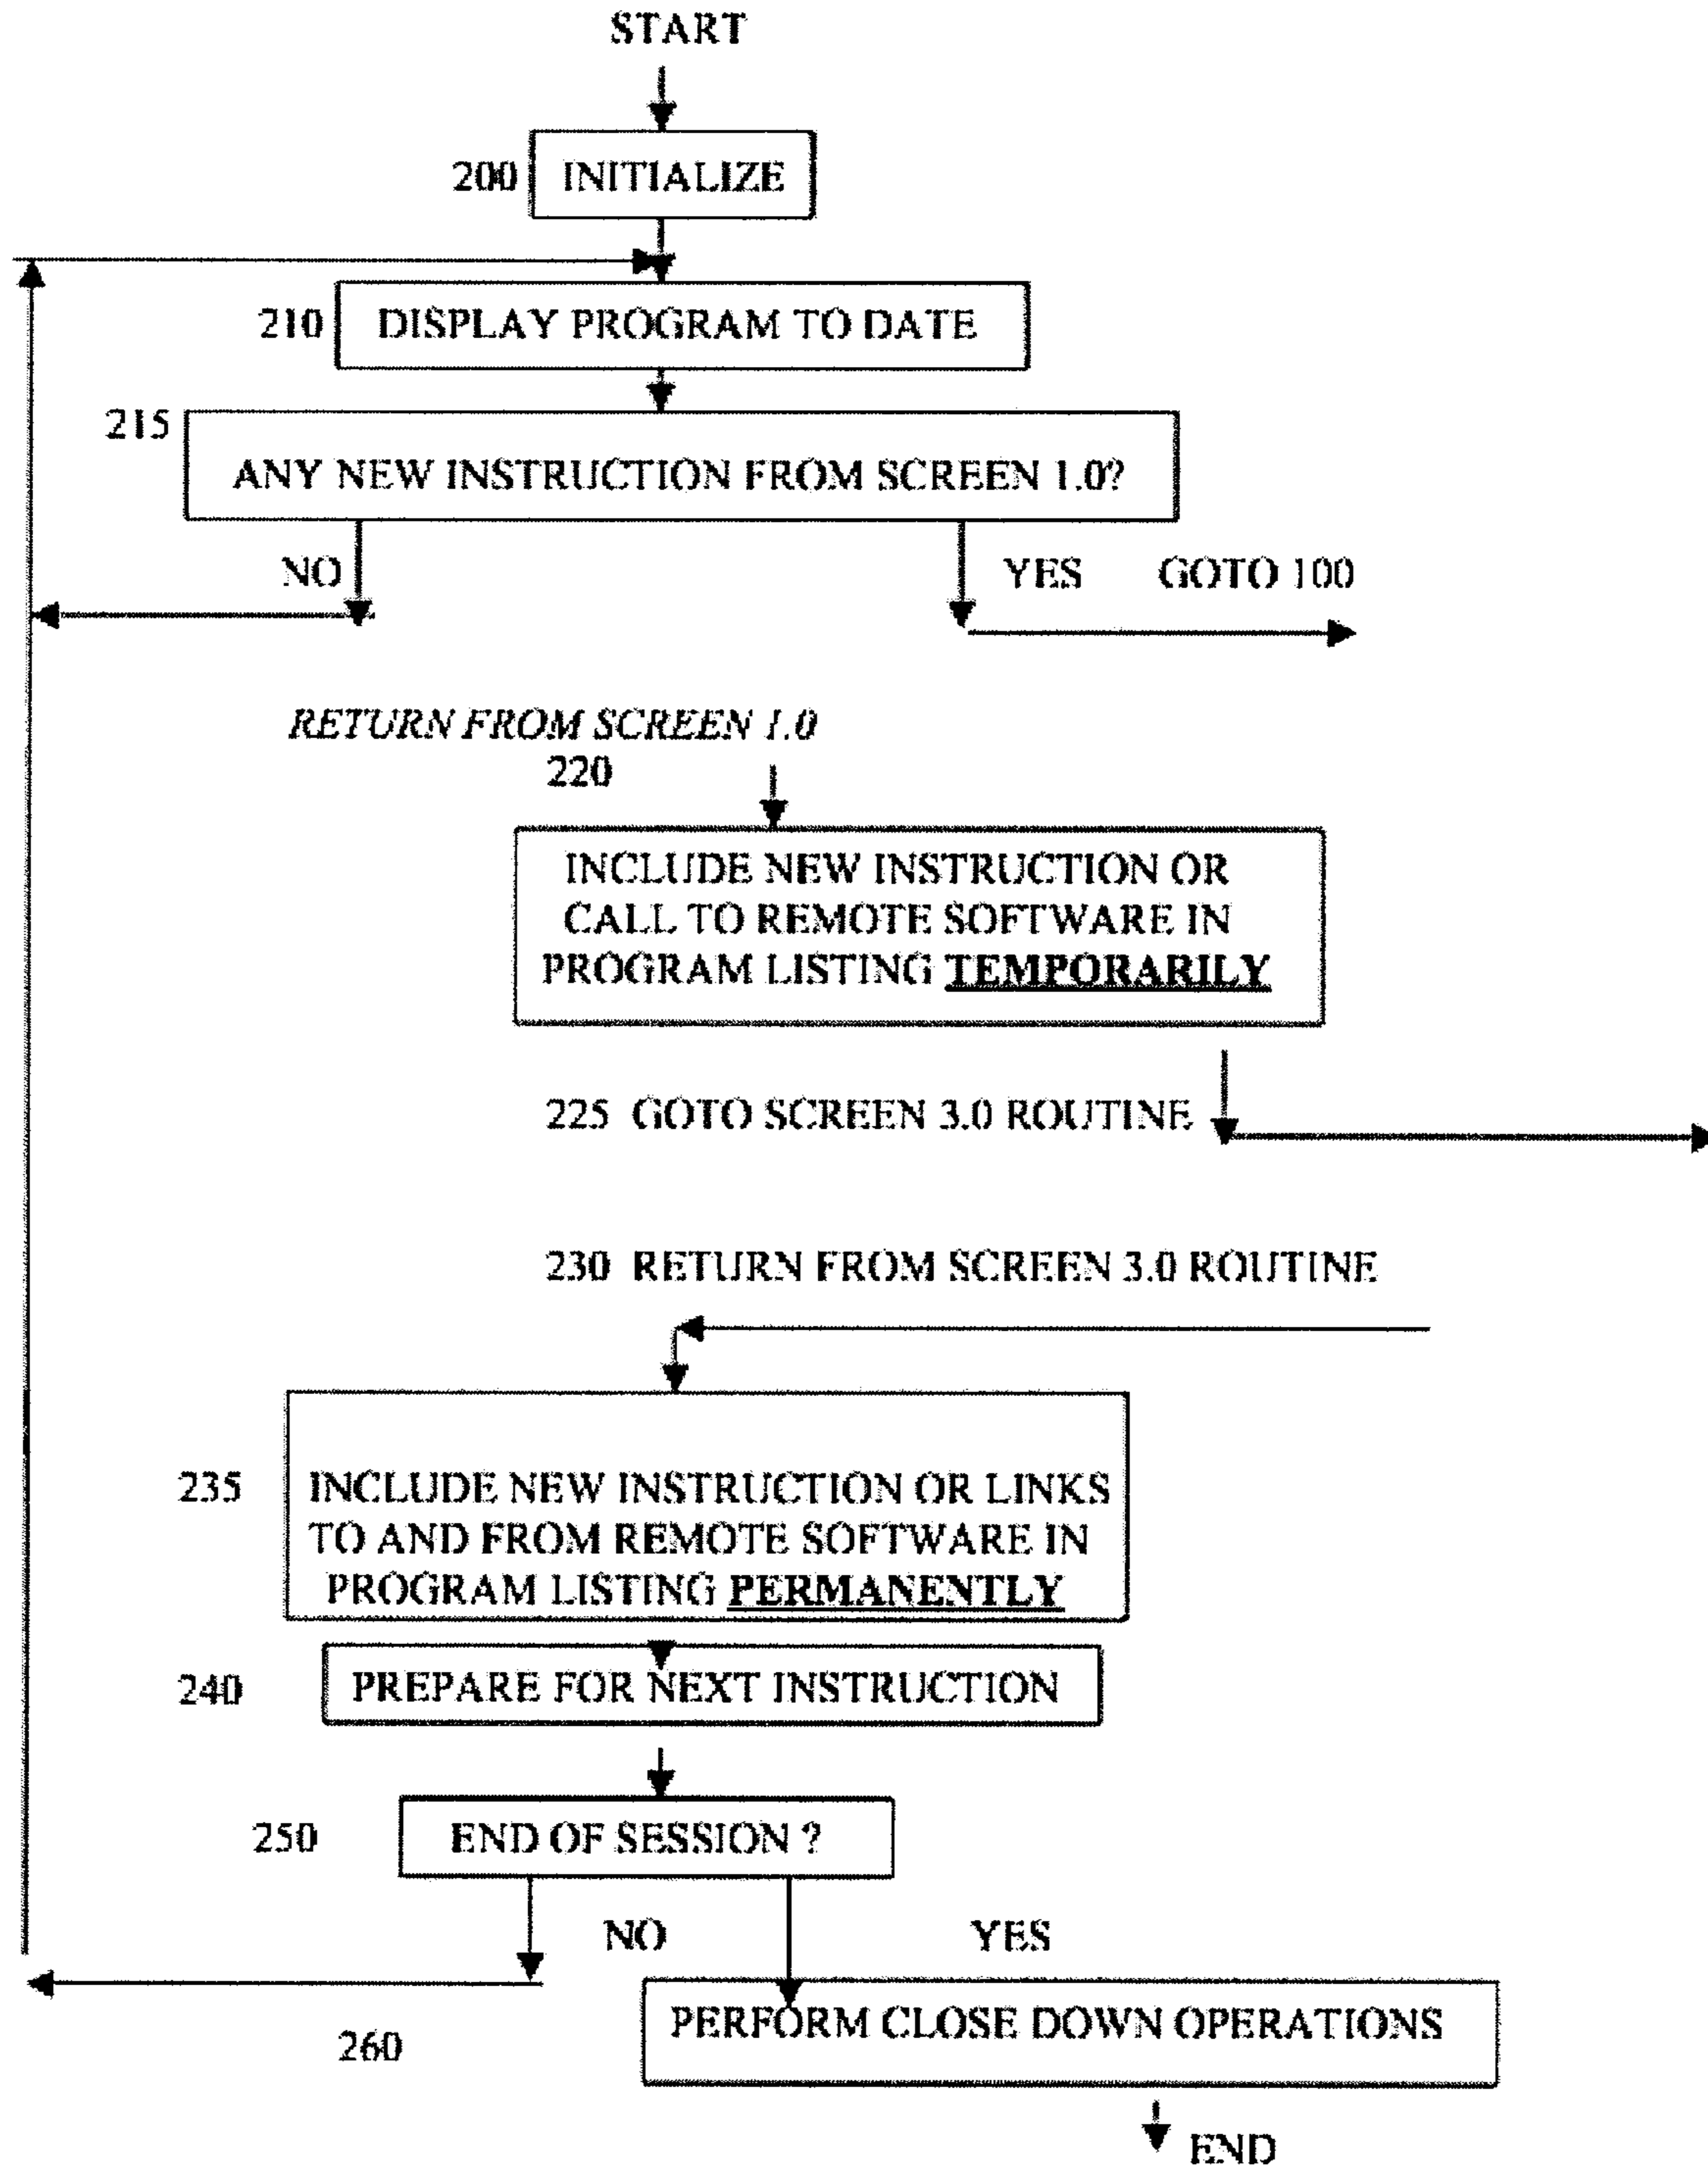 START
200 INITIALIZE
210 DISPLAY PROGRAM TO DATE
215
ANY NEW INSTRUCTION FROM SCREEN 1.0?
NO YES GOTO 100
RETURN FROM SCREEN 1.0
220
INCLUDE NEW INSTRUCTION OR
CALL TO REMOTE SOFTWARE IN
PROGRAM LISTING TEMPORARILY
225 GOTO SCREEN 3.0 ROUTINE
230 RETURN FROM SCREEN 3.0 ROUTINE
235 INCLUDE NEW INSTRUCTION OR LINKS
TO AND FROM REMOTE SOFTWARE IN
PROGRAM LISTING PERMANENTLY
240 PREPARE FOR NEXT INSTRUCTION
250 END OF SESSION ?
NO YES
PERFORM CLOSE DOWN OPERATIONS
260
END